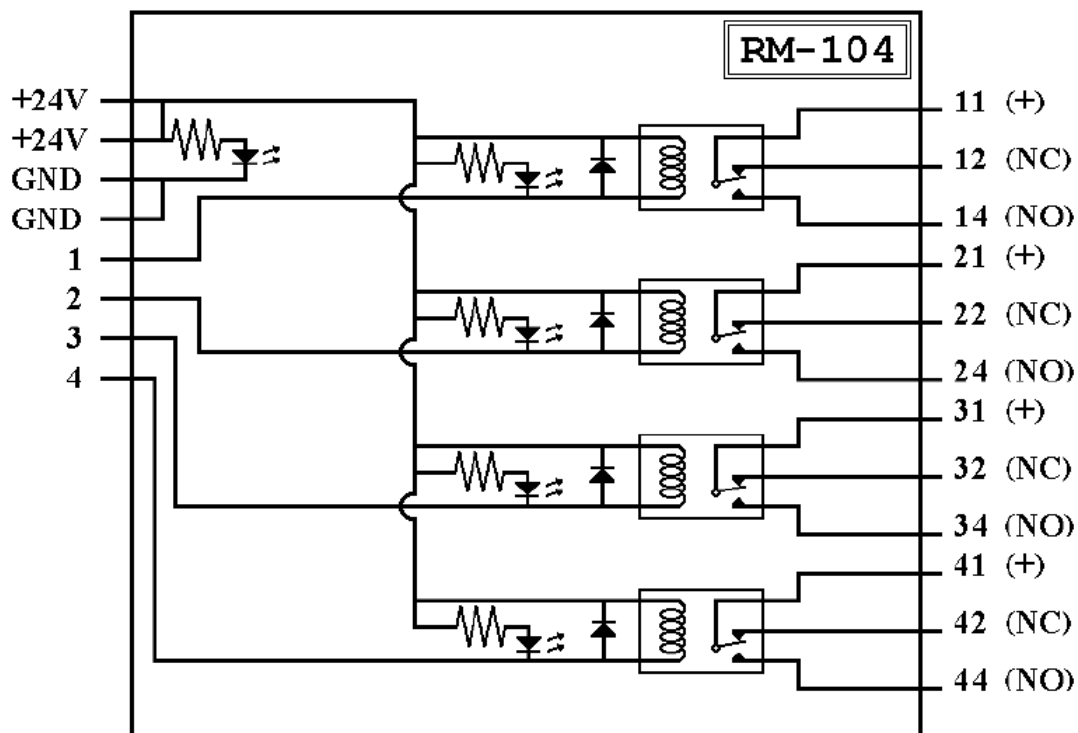 RM-104
+24V
+24V
GND
GND
1
2
3
4
11 (+)
12 (NC)
14 (NO)
21 (+)
22 (NC)
24 (NO)
31 (+)
32 (NC)
34 (NO)
41 (+)
42 (NC)
44 (NO)